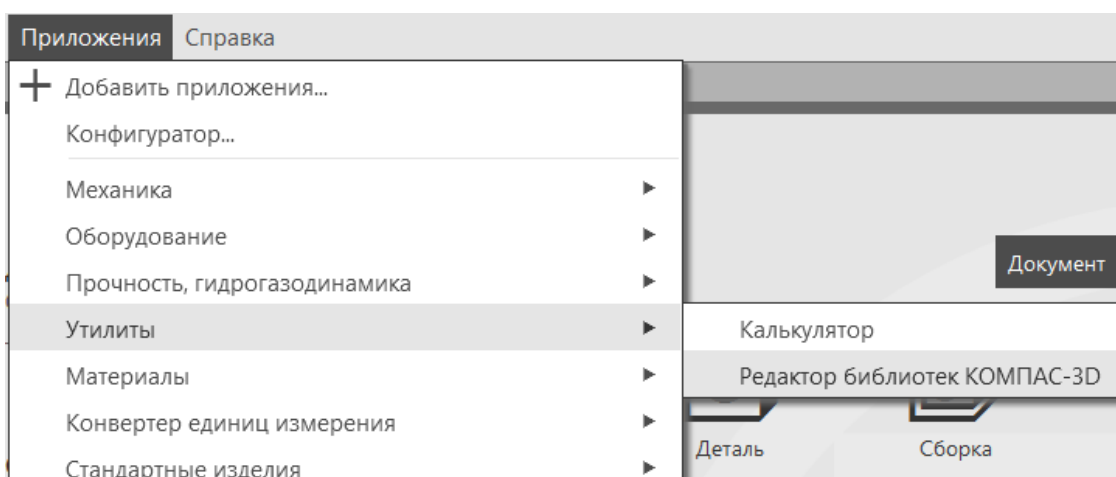 Приложения Справка
Добавить приложения...
Конфигуратор...
Механика
Оборудование
Прочность, гидрогазодинамика
Утилиты
Материалы
Конвертер единиц измерения
Стандартные изделия
Калькулятор
Редактор библиотек КОМПАС-3D
Документ
Деталь
Сборка